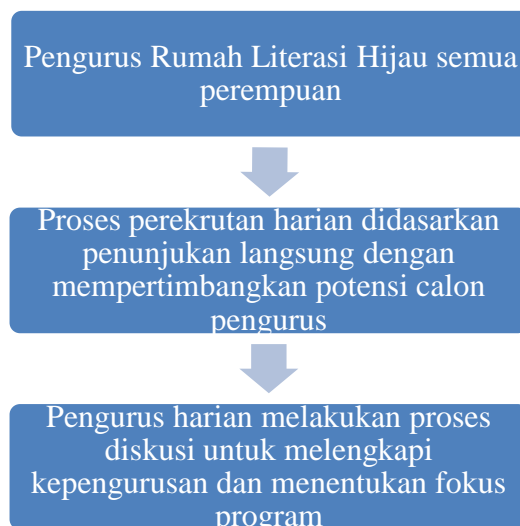 Pengurus Rumah Literasi Hijau semua
perempuan
Proses perekrutan harian didasarkan
penunjukan langsung dengan
mempertimbangkan potensi calon
pengurus
Pengurus harian melakukan proses
diskusi untuk melengkapi
kepengurusan dan menentukan fokus
program